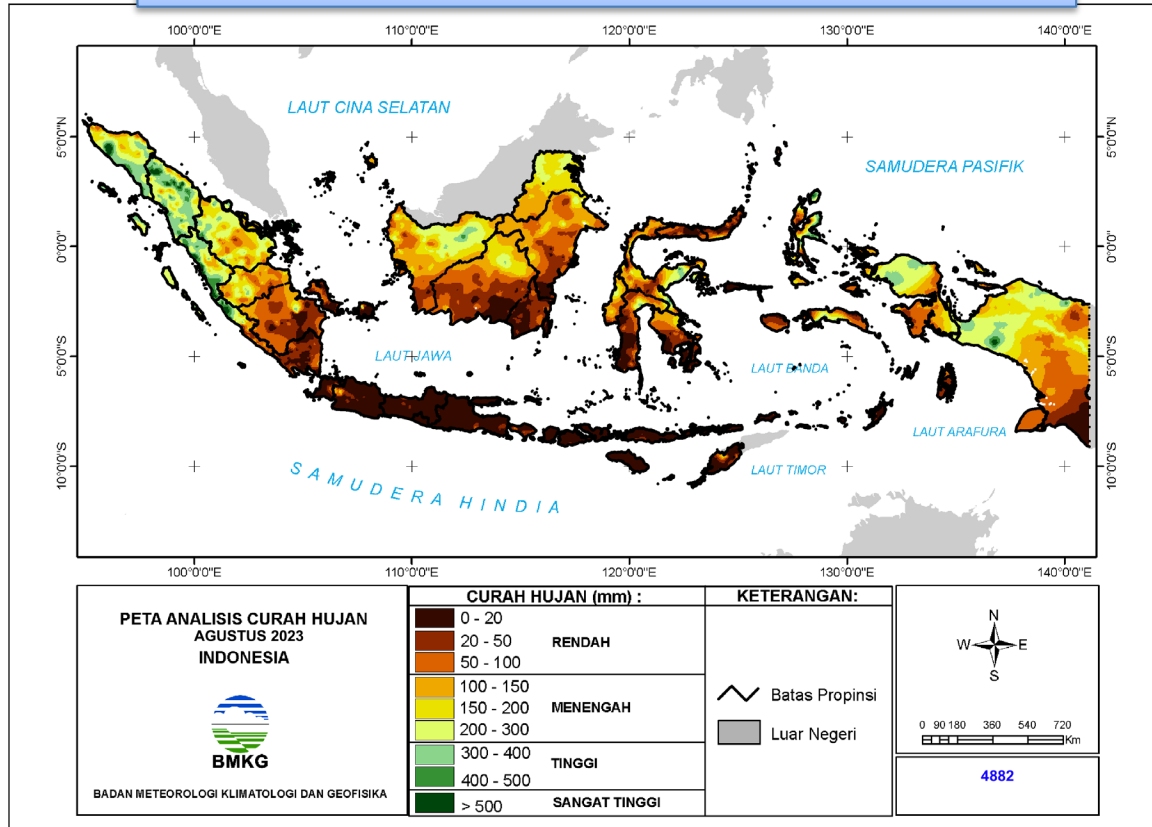 100°0'0"E 110°0'0"E 120°0'0"E 130°0'0"E 140°0'0"E
5°0'0"N
0°0'0"
5°0'0"S
10°0'0"S
5°0'0"N
0°0'0"
5°0'0"S
10°0'0"S
LAUT CINA SELATAN
SAMUDERA PASIFIK
LAUT JAWA
LAUT BANDA
LAUT ARAFURA
LAUT TIMOR
SAMUDERA HINDIA
100°0'0"E 110°0'0"E 120°0'0"E 130°0'0"E 140°0'0"E
PETA ANALISIS CURAH HUJAN
AGUSTUS 2023
INDONESIA
BMKG
BADAN METEOROLOGI KLIMATOLOGI DAN GEOFISIKA
CURAH HUJAN (mm) :
0 - 20
20 - 50 RENDAH
50 - 100
100 - 150
150 - 200 MENENGAH
200 - 300
300 - 400
TINGGI
400 - 500
> 500 SANGAT TINGGI
KETERANGAN:
Batas Propinsi
Luar Negeri
N
W E
S
0 90 180 360 540 720
Km
4882